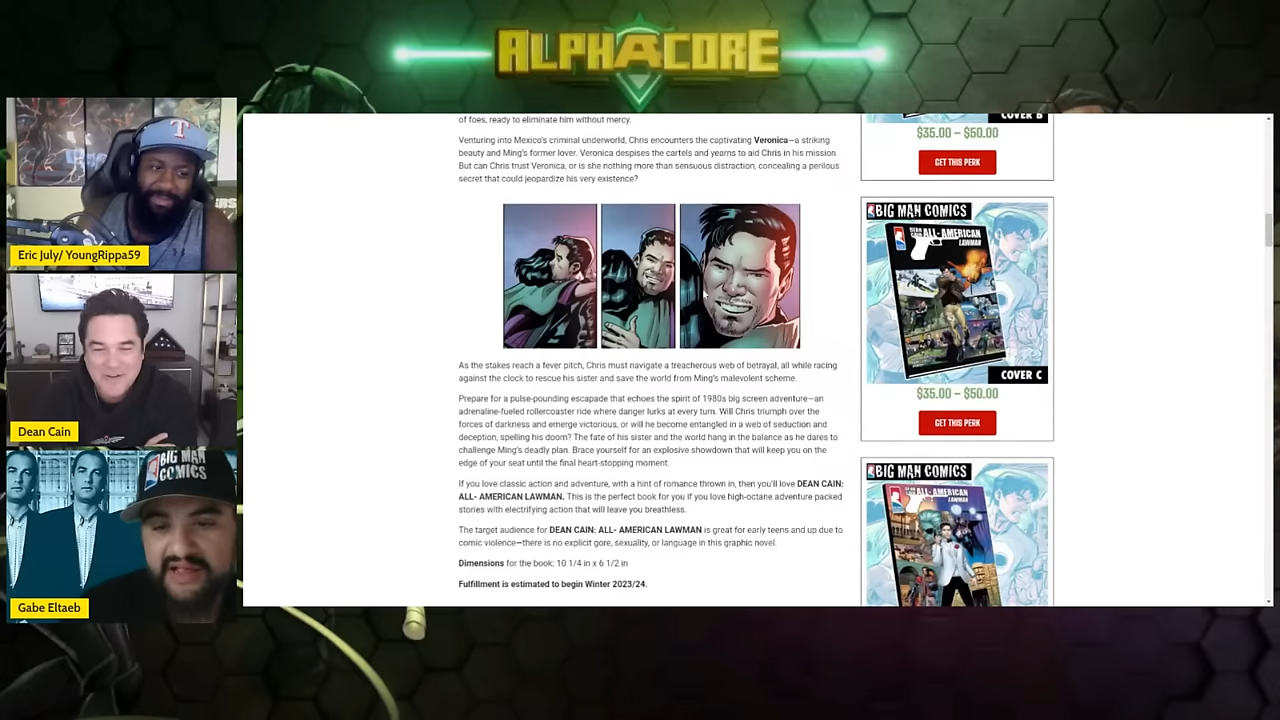 ALPHACORE
Eric July/ YoungRippa59
Dean Cain
BIG MAN
COMICS
Gabe Eltaeb
of foes, ready to eliminate him without mercy.
Venturing into Mexico's criminal underworld, Chris encounters the captivating Veronica—a striking
beauty and Ming's former lover. Veronica despises the cartels and yearns to aid Chris in his mission.
But can Chris trust Veronica, or is she nothing more than sensuous distraction, concealing a perilous
secret that could jeopardize his very existence?
As the stakes reach a fever pitch, Chris must navigate a treacherous web of betrayal, all while racing
against the clock to rescue his sister and save the world from Ming's malevolent scheme.
Prepare for a pulse-pounding escapade that echoes the spirit of 1980s big screen adventure—an
adrenaline-fueled rollercoaster ride where danger lurks at every turn. Will Chris triumph over the
forces of darkness and emerge victorious, or will he become entangled in a web of seduction and
deception, spelling his doom? The fate of his sister and the world hang in the balance as he dares to
challenge Ming's deadly plan. Brace yourself for an explosive showdown that will keep you on the
edge of your seat until the final heart-stopping moment.
If you love classic action and adventure, with a hint of romance thrown in, then you'll love DEAN CAIN:
ALL- AMERICAN LAWMAN. This is the perfect book for you if you love high-octane adventure packed
stories with electrifying action that will leave you breathless.
The target audience for DEAN CAIN: ALL- AMERICAN LAWMAN is great for early teens and up due to
comic violence—there is no explicit gore, sexuality, or language in this graphic novel.
Dimensions for the book: 10 1/4 in x 6 1/2 in
Fulfillment is estimated to begin Winter 2023/24.
COVER B
$35.00 – $50.00
GET THIS PERK
BIG MAN COMICS
DEAN CAIN ALL-AMERICAN
LAWMAN
COVER C
$35.00 – $50.00
GET THIS PERK
BIG MAN COMICS
ALL-AMERICAN
LAWMAN